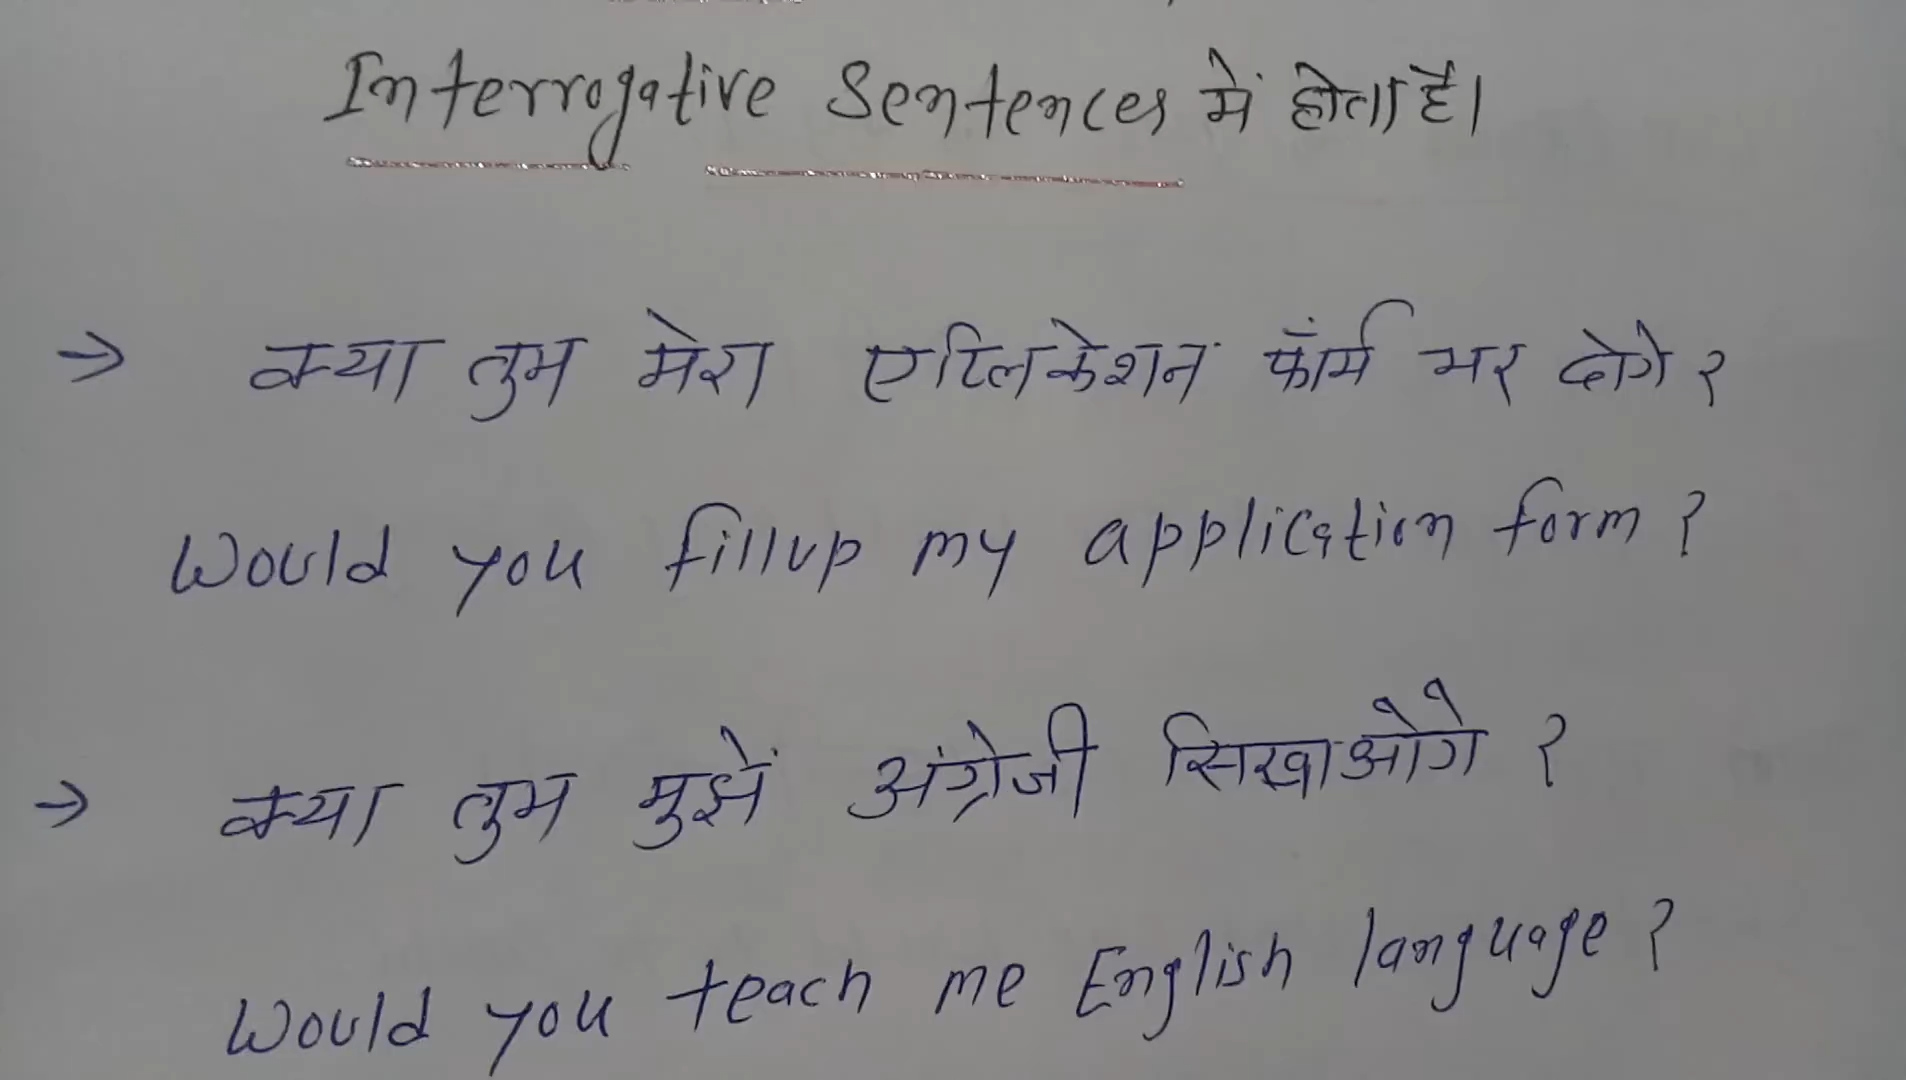 Interrogative Sentences में होता है।
→ क्या तुम मेरा एप्लिकेशन फॉर्म भर दोगे ?
Would you fillup my application form ?
→ क्या तुम मुझें अंग्रेजी सिखाओगे ?
Would you teach me English language ?